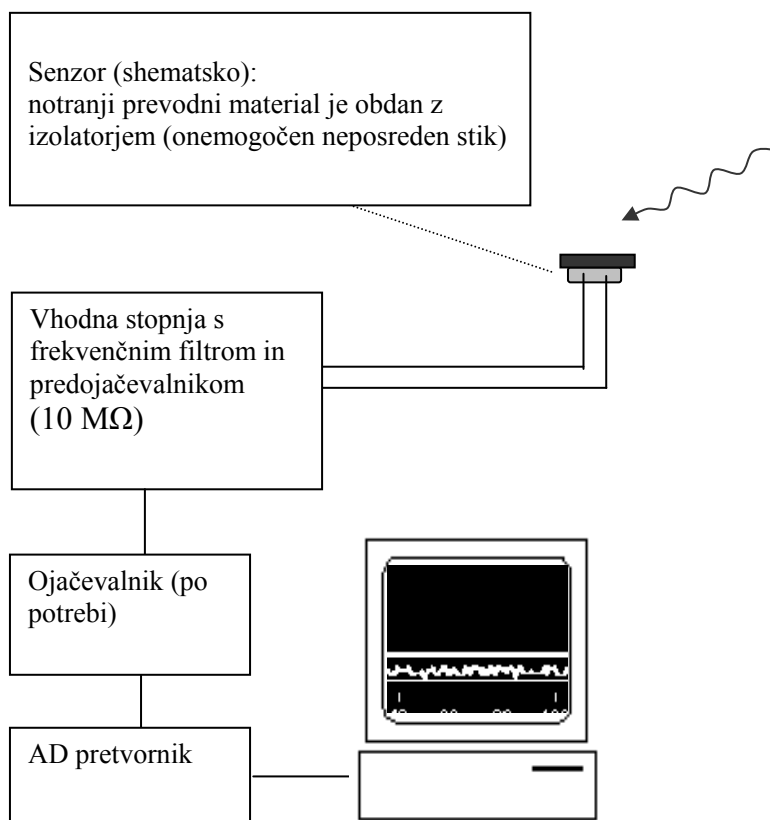 Senzor (shematsko):
notranji prevodni material je obdan z
izolatorjem (onemogočen neposreden stik)
Vhodna stopnja s
frekvenčnim filtrom in
predojačevalnikom
(10 MΩ)
Ojačevalnik (po
potrebi)
AD pretvornik